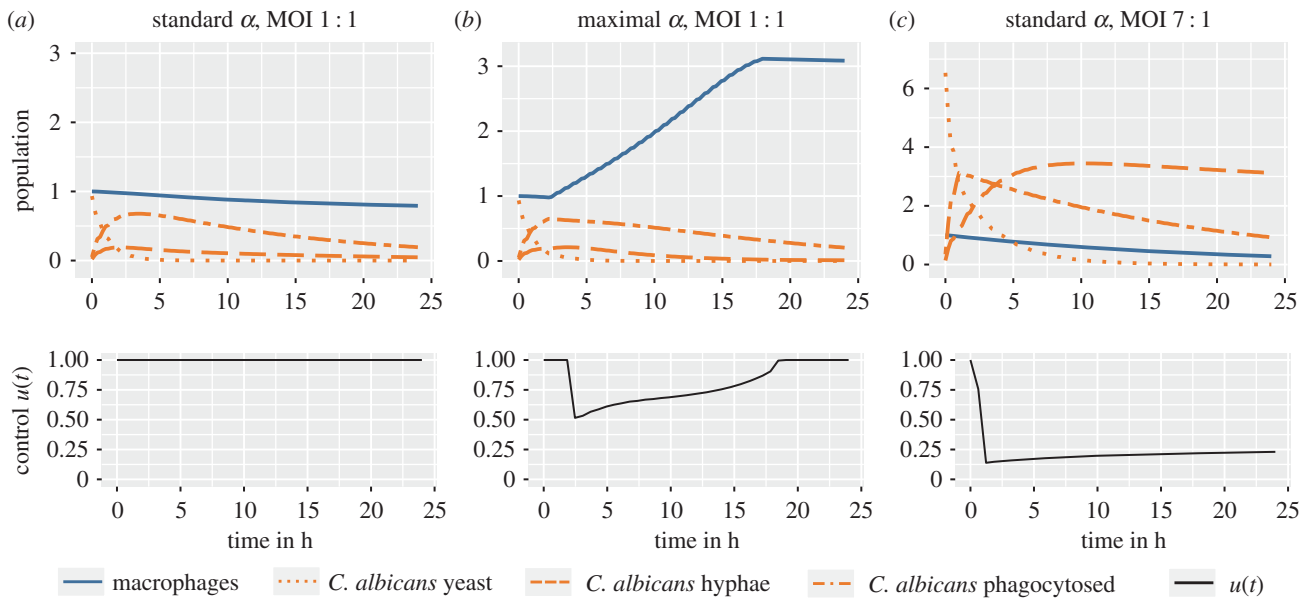 (a) standard α, MOI 1 : 1
(b) maximal α, MOI 1 : 1
(c) standard α, MOI 7 : 1
population
3
2
1
0
0 5 10 15 20 25
3
2
1
0
0 5 10 15 20 25
6
4
2
0
0 5 10 15 20 25
control u(t)
1.00
0.75
0.50
0.25
0
0 5 10 15 20 25
time in h
1.00
0.75
0.50
0.25
0
0 5 10 15 20 25
time in h
1.00
0.75
0.50
0.25
0
0 5 10 15 20 25
time in h
macrophages C. albicans yeast C. albicans hyphae C. albicans phagocytosed u(t)